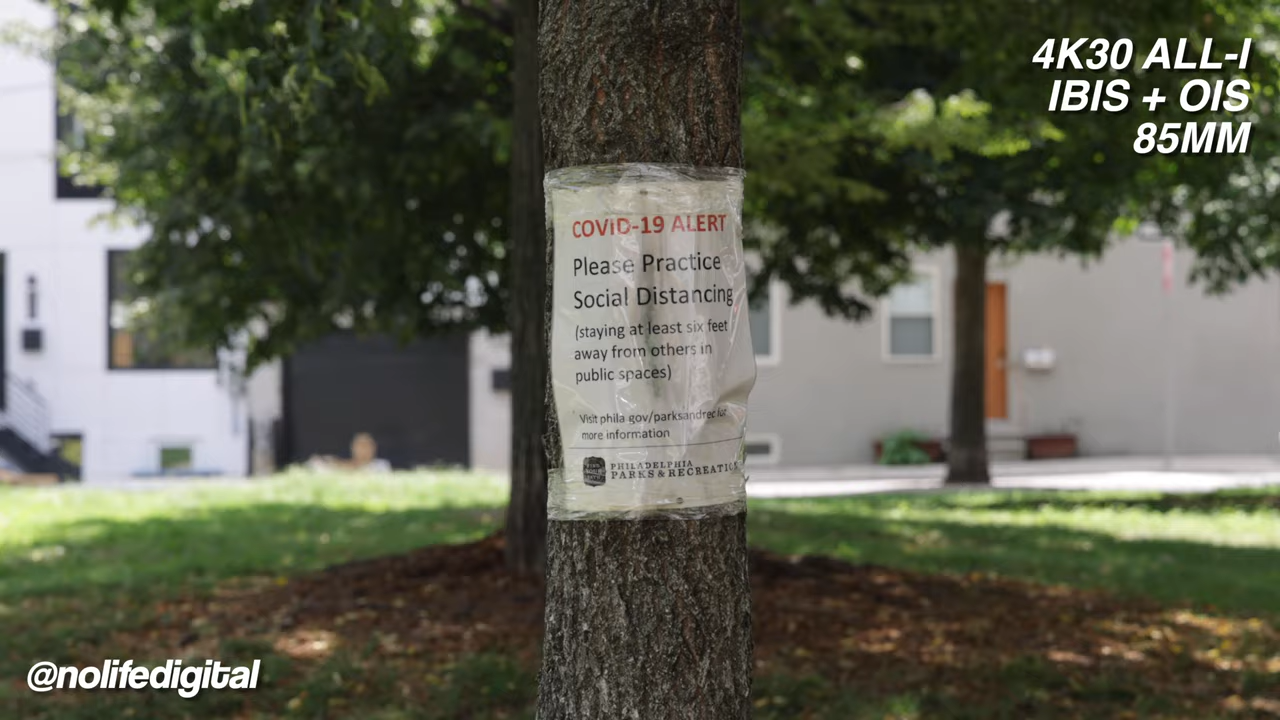 4K30 ALL-I
IBIS + OIS
85MM
COVID-19 ALERT
Please Practice
Social Distancing
(staying at least six feet
away from others in
public spaces)
Visit phila gov/parksandrec for
more information
PHILADELPHIA
PARKS & RECREATION
@nolifedigital